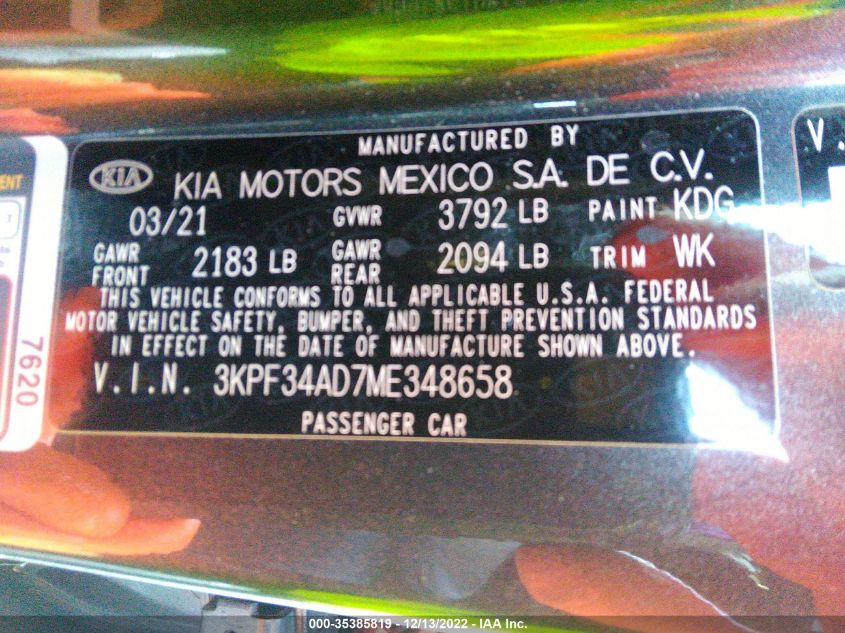 MANUFACTURED BY
KIA KIA MOTORS MEXICO S.A. DE C.V.
03/21 GVWR 3792 LB PAINT KDG
GAWR FRONT 2183 LB GAWR REAR 2094 LB TRIM WK
THIS VEHICLE CONFORMS TO ALL APPLICABLE U.S.A. FEDERAL
MOTOR VEHICLE SAFETY, BUMPER, AND THEFT PREVENTION STANDARDS
IN EFFECT ON THE DATE OF MANUFACTURE SHOWN ABOVE.
V.I.N. 3KPF34AD7ME348658
PASSENGER CAR
7620
000-35385819 - 12/13/2022 - IAA Inc.